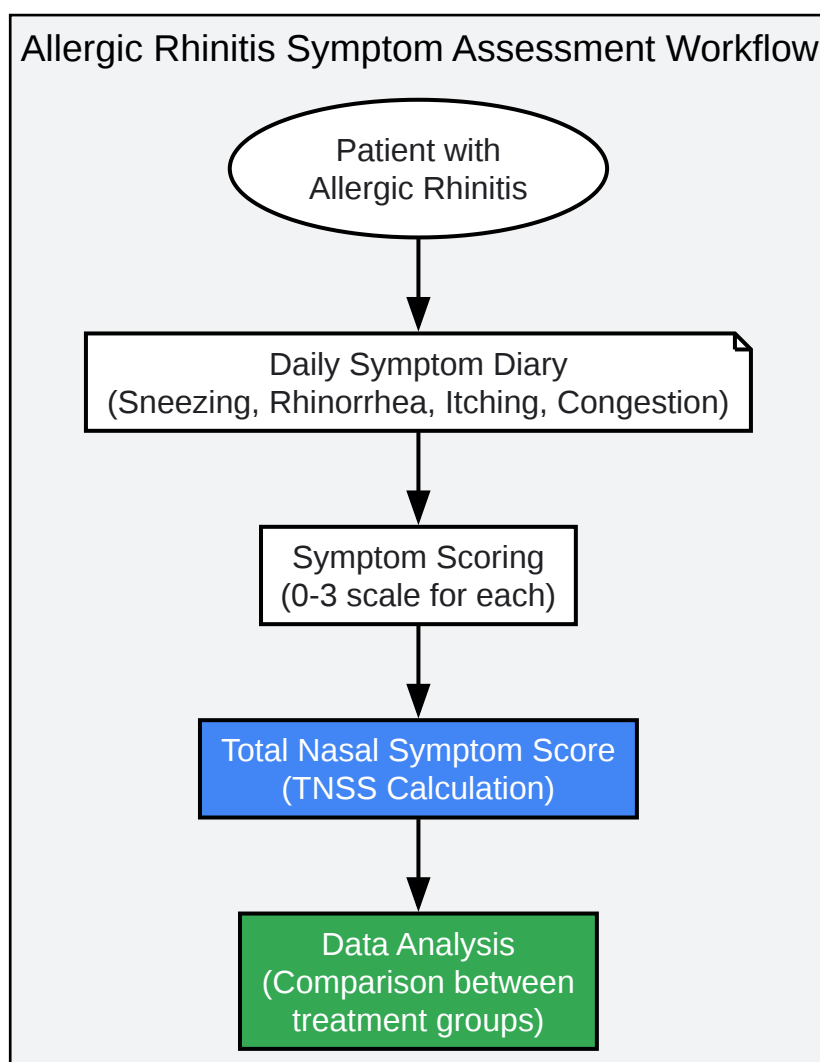 Allergic Rhinitis Symptom Assessment Workflow
Patient with
Allergic Rhinitis
Daily Symptom Diary
(Sneezing, Rhinorrhea, Itching, Congestion)
Symptom Scoring
(0-3 scale for each)
Total Nasal Symptom Score
(TNSS Calculation)
Data Analysis
(Comparison between
treatment groups)